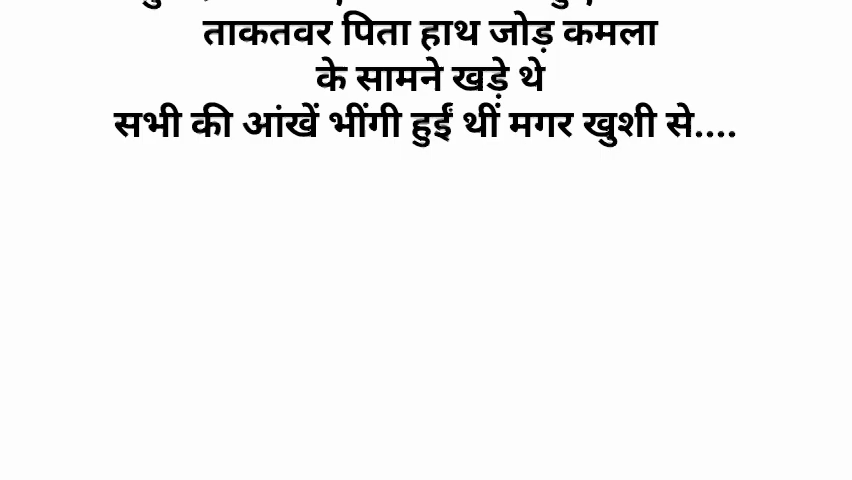 ताकतवर पिता हाथ जोड़ कमला
के सामने खड़े थे
सभी की आंखें भींगी हुईं थीं मगर खुशी से....